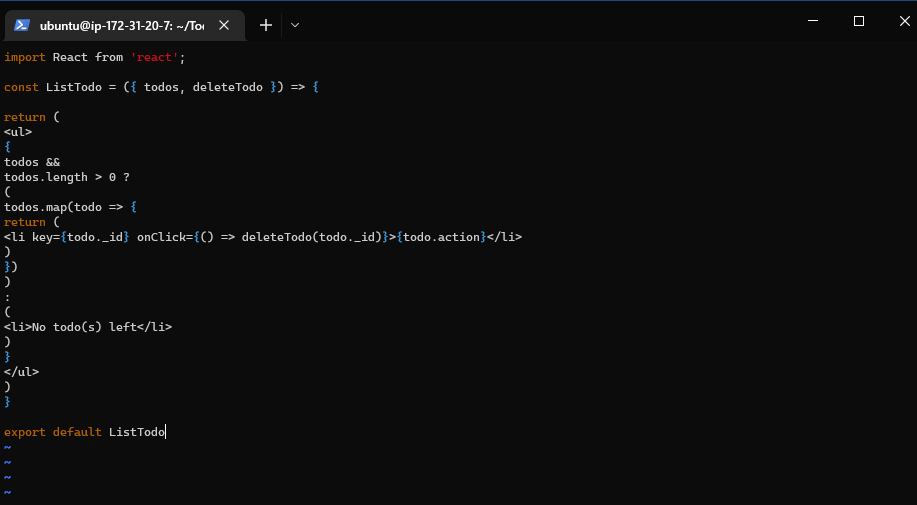 ubuntu@ip-172-31-20-7: ~/To
import React from 'react';
const ListTodo = ({ todos, deleteTodo }) => {
return (
<ul>
{
todos &&
todos.length > 0 ?
(
todos.map(todo => {
return (
<li key={todo._id} onClick={() => deleteTodo(todo._id)}>{todo.action}</li>
)
})
)
:
(
<li>No todo(s) left</li>
)
}
</ul>
)
}
export default ListTodo
~
~
~
~